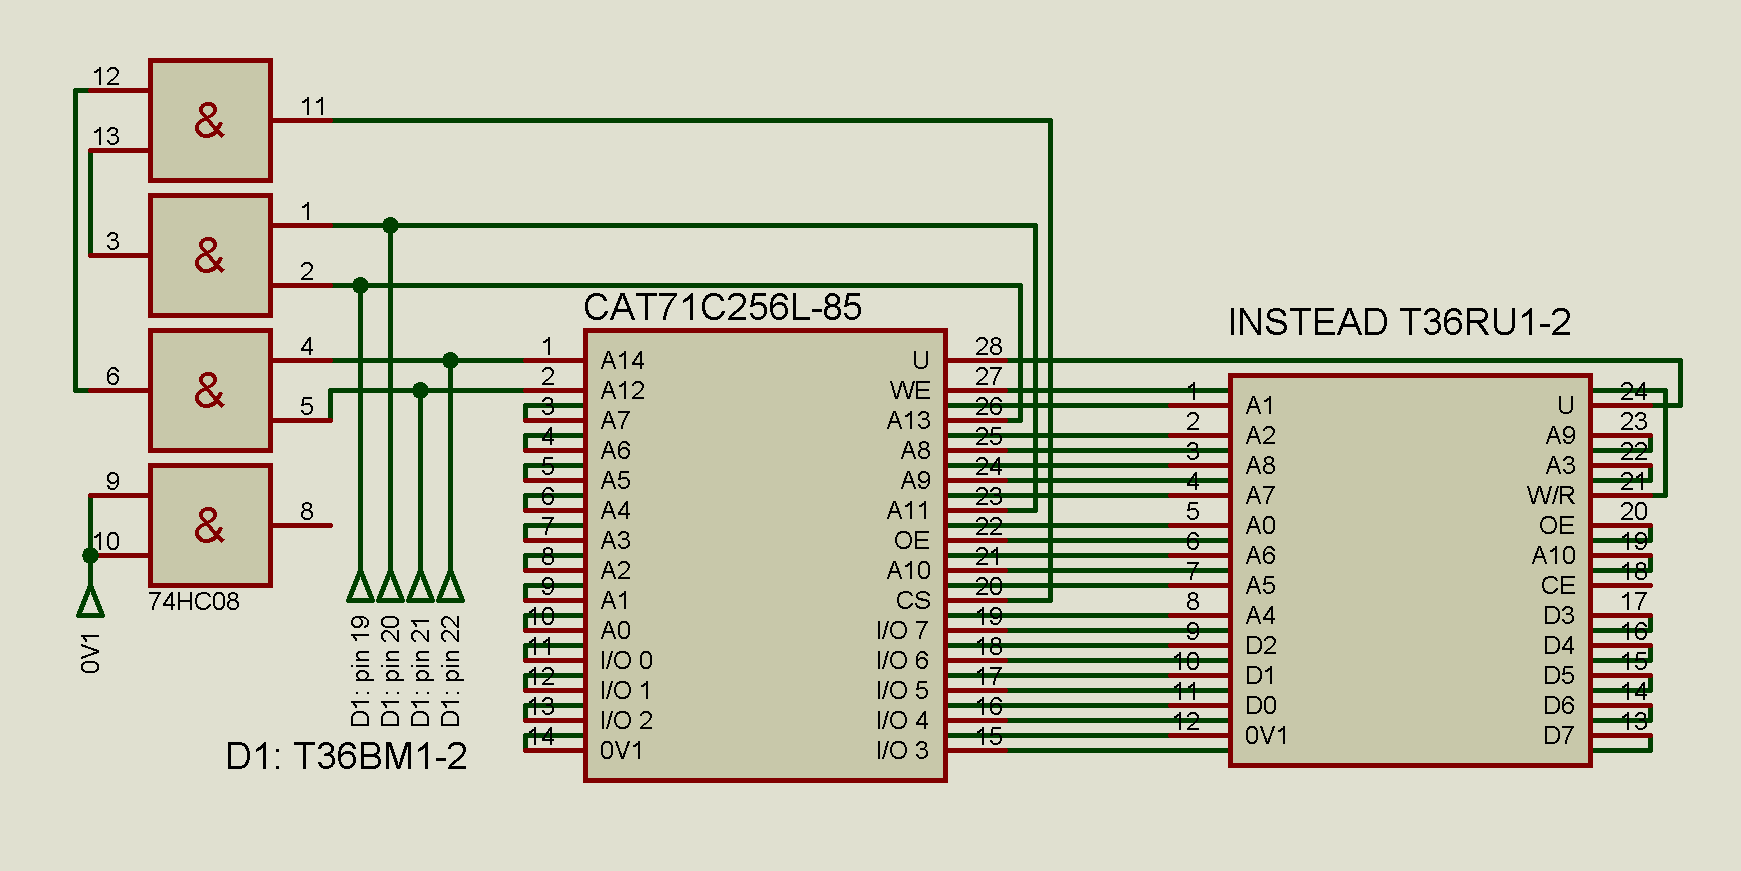 12
13
&
11
3
&
1
2
6
&
4
5
9
10
&
8
74HC08
0V1
D1: pin 19
D1: pin 20
D1: pin 21
D1: pin 22
D1: T36BM1-2
CAT71C256L-85
1 A14 U 28
2 A12 WE 27
3 A7 A13 26
4 A6 A8 25
5 A5 A9 24
6 A4 A11 23
7 A3 OE 22
8 A2 A10 21
9 A1 CS 20
10 A0 I/O 7 19
11 I/O 0 I/O 6 18
12 I/O 1 I/O 5 17
13 I/O 2 I/O 4 16
14 0V1 I/O 3 15
INSTEAD T36RU1-2
1 A1 U 24
2 A2 A9 23
3 A8 A3 22
4 A7 W/R 21
5 A0 OE 20
6 A6 A10 19
7 A5 CE 18
8 A4 D3 17
9 D2 D4 16
10 D1 D5 15
11 D0 D6 14
12 0V1 D7 13